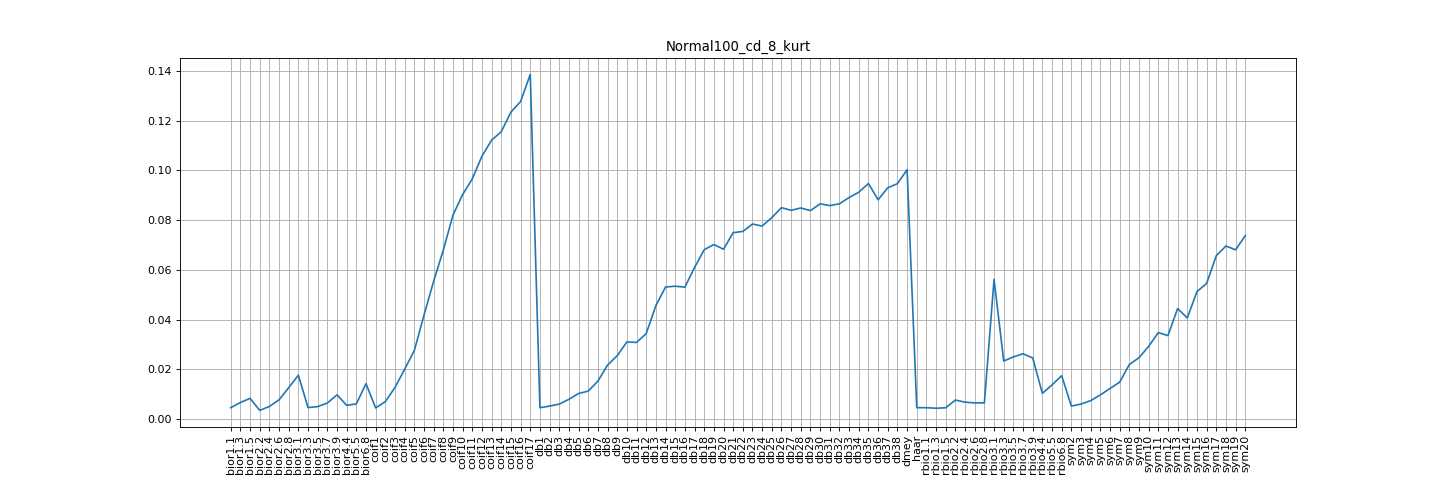 Normal100_cd_8_kurt
0.14
0.12
0.10
0.08
0.06
0.04
0.02
0.00
bior1.1
bior1.3
bior1.5
bior2.2
bior2.4
bior2.6
bior2.8
bior3.1
bior3.3
bior3.5
bior3.7
bior3.9
bior4.4
bior5.5
bior6.8
coif1
coif2
coif3
coif4
coif5
coif6
coif7
coif8
coif9
coif10
coif11
coif12
coif13
coif14
coif15
coif16
coif17
db1
db2
db3
db4
db5
db6
db7
db8
db9
db10
db11
db12
db13
db14
db15
db16
db17
db18
db19
db20
db21
db22
db23
db24
db25
db26
db27
db28
db29
db30
db31
db32
db33
db34
db35
db36
db37
db38
dmey
haar
rbio1.1
rbio1.3
rbio1.5
rbio2.2
rbio2.4
rbio2.6
rbio2.8
rbio3.1
rbio3.3
rbio3.5
rbio3.7
rbio3.9
rbio4.4
rbio5.5
rbio6.8
sym2
sym3
sym4
sym5
sym6
sym7
sym8
sym9
sym10
sym11
sym12
sym13
sym14
sym15
sym16
sym17
sym18
sym19
sym20